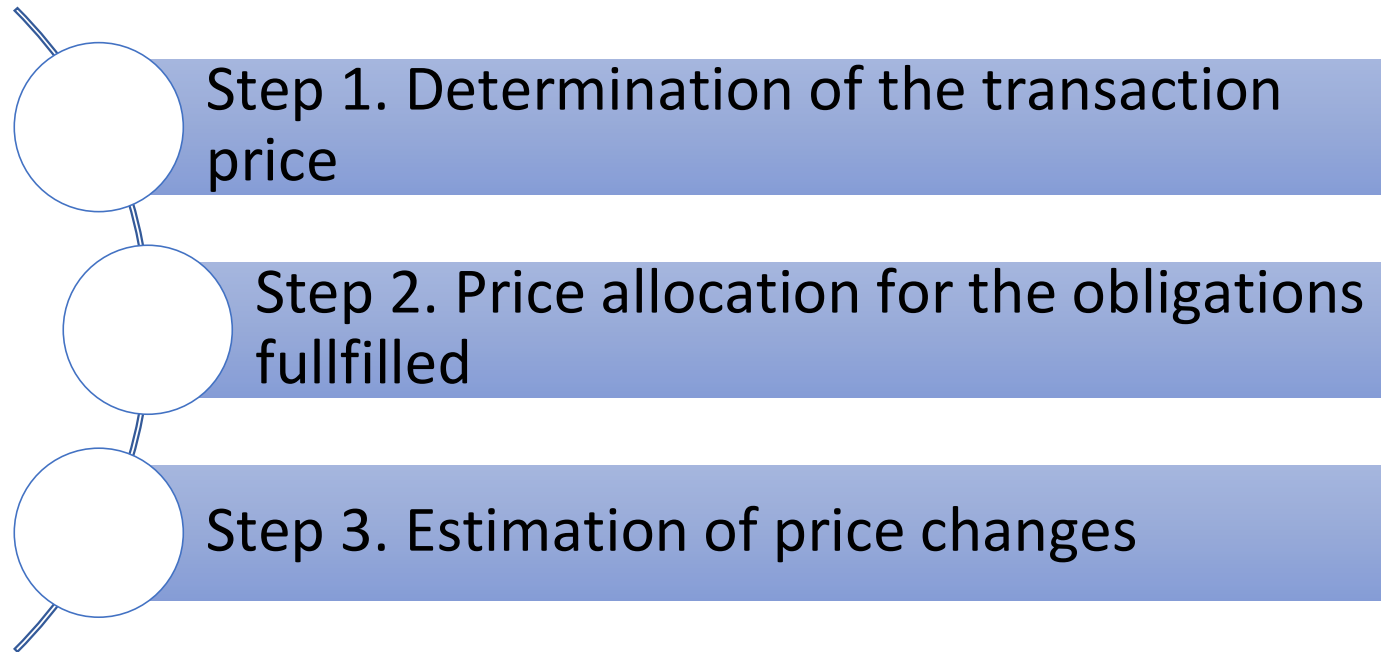 Step 1. Determination of the transaction
price
Step 2. Price allocation for the obligations
fullfilled
Step 3. Estimation of price changes